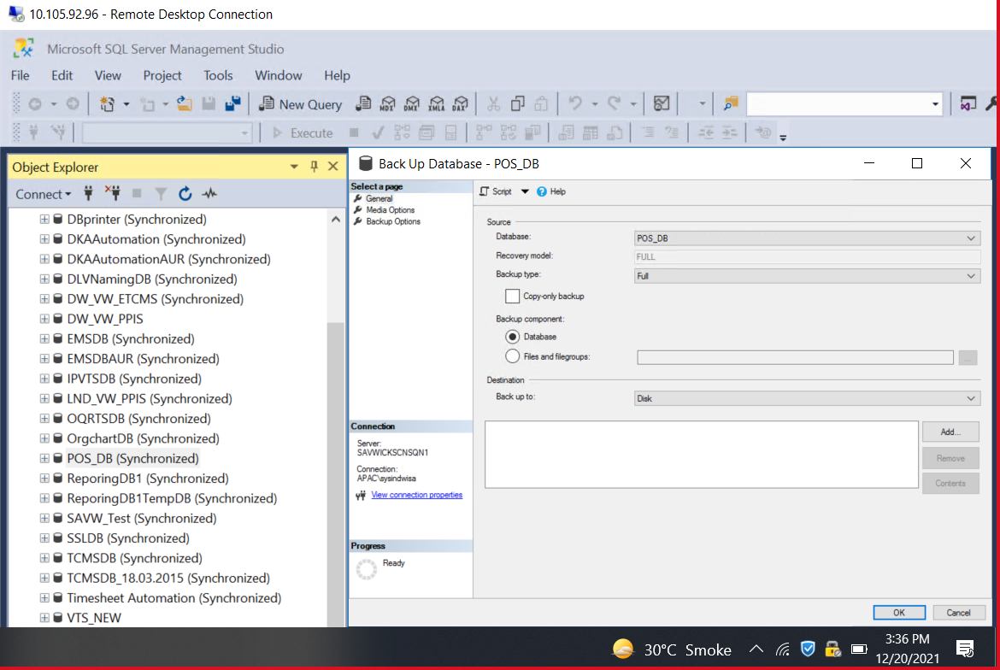 10.105.92.96 - Remote Desktop Connection
Microsoft SQL Server Management Studio
File Edit View Project Tools Window Help
New Query MDX DMX XMLA DAX
Execute
Object Explorer
Connect
DBprinter (Synchronized)
DKAAutomation (Synchronized)
DKAAutomationAUR (Synchronized)
DLVNamingDB (Synchronized)
DW_VW_ETCMS (Synchronized)
DW_VW_PPIS
EMSDB (Synchronized)
EMSDBAUR (Synchronized)
IPVTSDB (Synchronized)
LND_VW_PPIS (Synchronized)
OQRTSDB (Synchronized)
OrgchartDB (Synchronized)
POS_DB (Synchronized)
ReporingDB1 (Synchronized)
ReporingDB1TempDB (Synchronized)
SAVW_Test (Synchronized)
SSLDB (Synchronized)
TCMSDB (Synchronized)
TCMSDB_18.03.2015 (Synchronized)
Timesheet Automation (Synchronized)
VTS_NEW
Back Up Database - POS_DB
Select a page
General
Media Options
Backup Options
Connection
Server:
SAVWICKSCNSQN1
Connection:
APAC\sysindwisa
View connection properties
Progress
Ready
Script Help
Source
Database: POS_DB
Recovery model: FULL
Backup type: Full
Copy-only backup
Backup component:
Database
Files and filegroups: ...
Destination
Back up to: Disk
Add...
Remove
Contents
OK Cancel
30°C Smoke
3:36 PM
12/20/2021